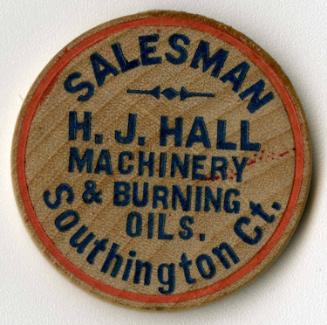 SALESMAN
H. J. HALL
MACHINERY
& BURNING
OILS.
Southington Ct.